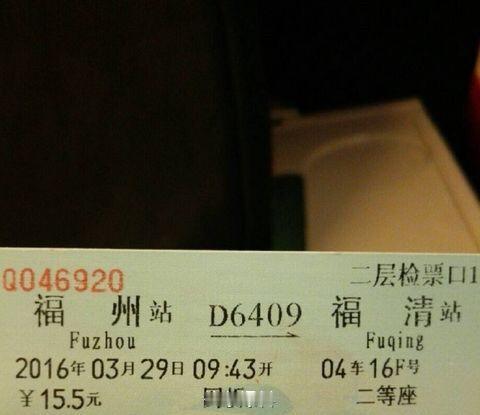 Q046920 二层检票口1
福州站 D6409 福清站
Fuzhou Fuqing
2016年03月29日09:43开 04车16F号
¥15.5元 二等座